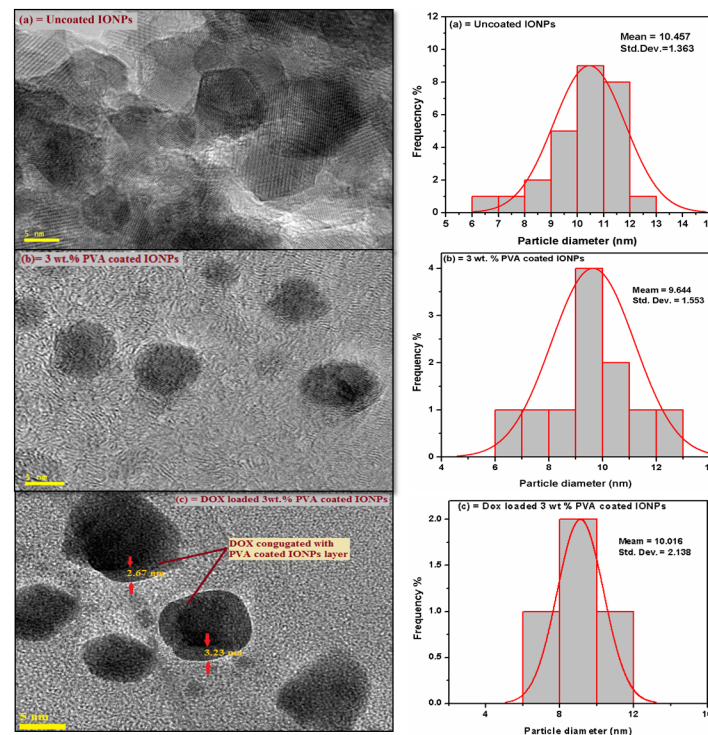 (a) = Uncoated IONPs
5 nm
(b)= 3 wt.% PVA coated IONPs
5 nm
(c) = DOX loaded 3wt.% PVA coated IONPs
DOX congugated with
PVA coated IONPs layer
2.67 nm
3.23 nm
5 nm
(a) = Uncoated IONPs
Mean = 10.457
Std.Dev.=1.363
Frequecncy %
10
8
6
4
2
0
5 6 7 8 9 10 11 12 13 14 15
Particle diameter (nm)
(b) = 3 wt. % PVA coated IONPs
Meam = 9.644
Std. Dev. = 1.553
Frequency %
4
3
2
1
0
4 6 8 10 12
Particle diameter (nm)
(c) = Dox loaded 3 wt % PVA coated IONPs
Meam = 10.016
Std. Dev. = 2.138
Frequency %
2.0
1.5
1.0
0.5
0.0
4 8 12 16
Particle diameter (nm)